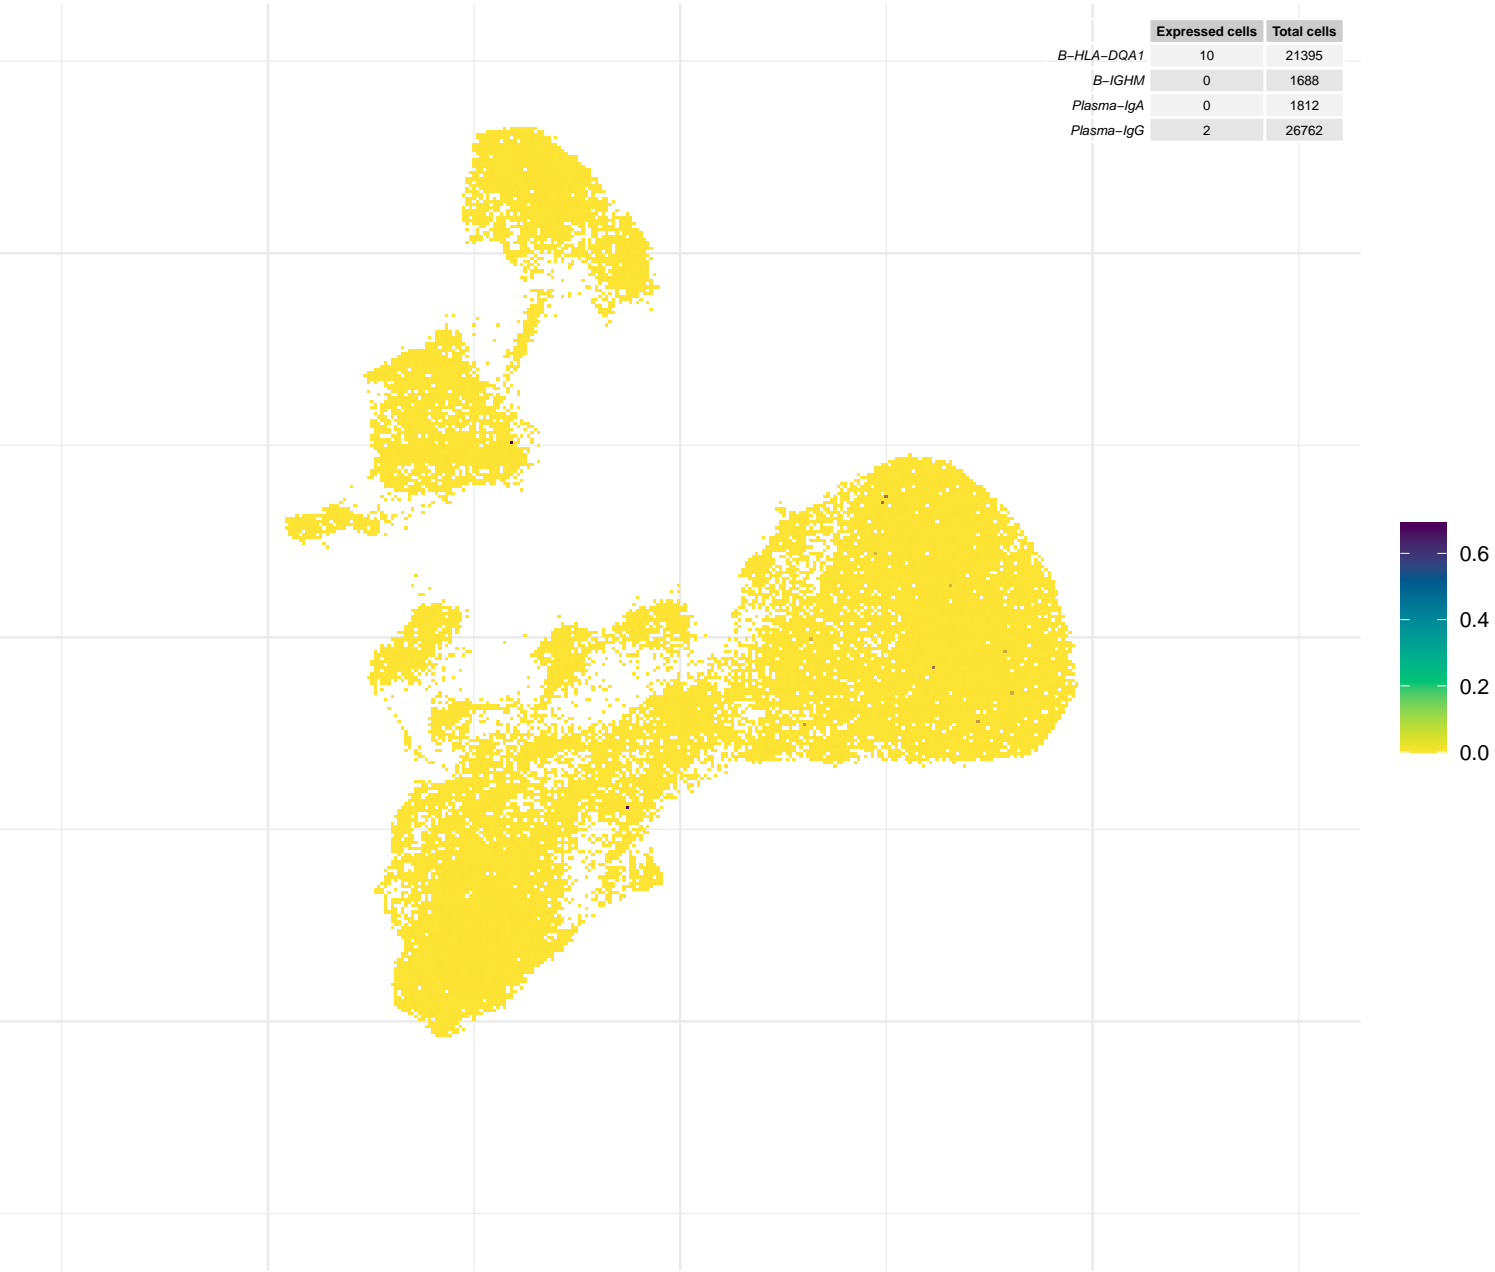 Expressed cells Total cells
B−HLA−DQA1 10 21395
B−IGHM 0 1688
Plasma−IgA 0 1812
Plasma−IgG 2 26762
0.6
0.4
0.2
0.0